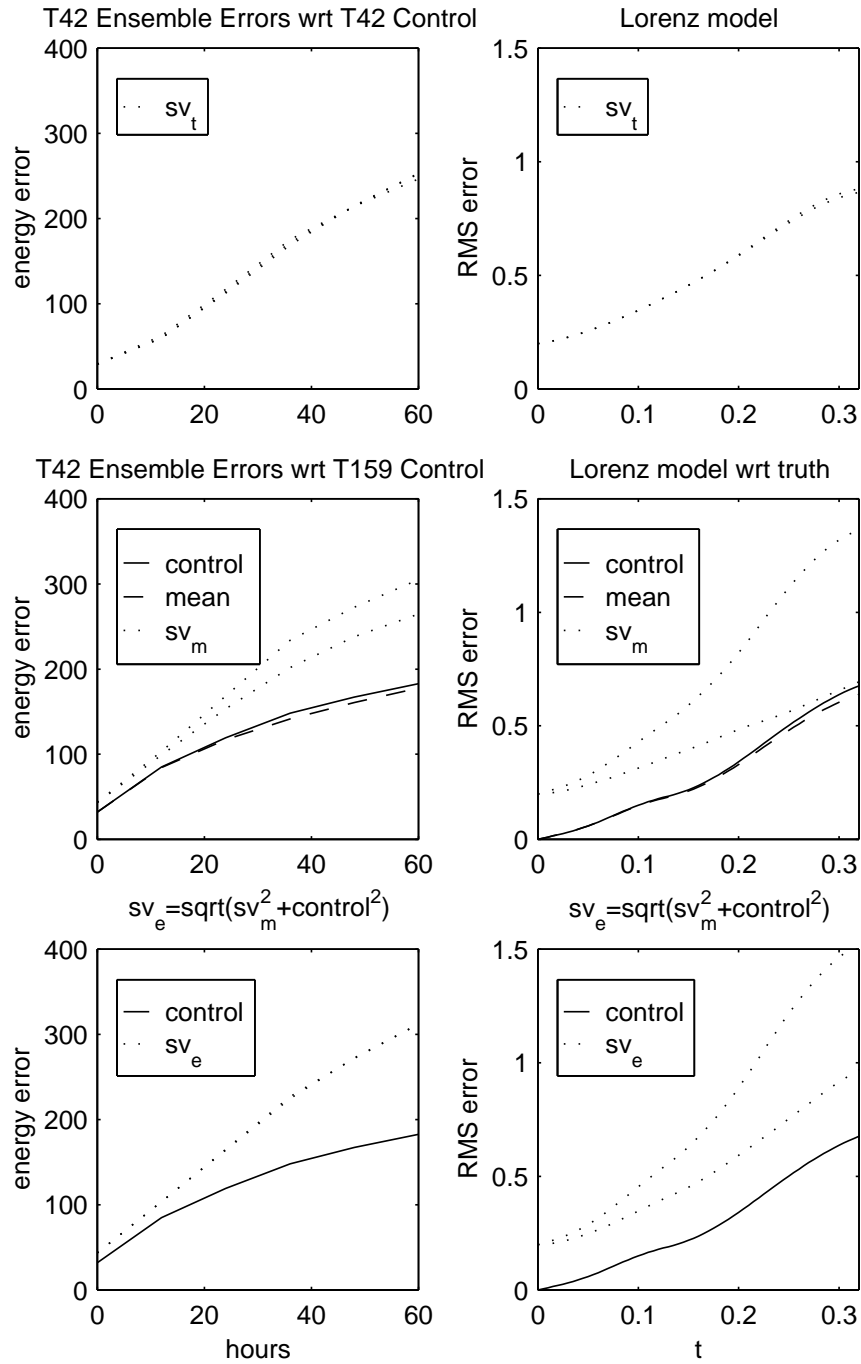 T42 Ensemble Errors wrt T42 Control
400
300
200
100
0
energy error
sv_t
0 20 40 60
Lorenz model
1.5
1
0.5
0
RMS error
sv_t
0 0.1 0.2 0.3
T42 Ensemble Errors wrt T159 Control
400
300
200
100
0
energy error
control
mean
sv_m
0 20 40 60
Lorenz model wrt truth
1.5
1
0.5
0
RMS error
control
mean
sv_m
0 0.1 0.2 0.3
sv_e=sqrt(sv_m^2+control^2)
400
300
200
100
0
energy error
control
sv_e
0 20 40 60
hours
sv_e=sqrt(sv_m^2+control^2)
1.5
1
0.5
0
RMS error
control
sv_e
0 0.1 0.2 0.3
t